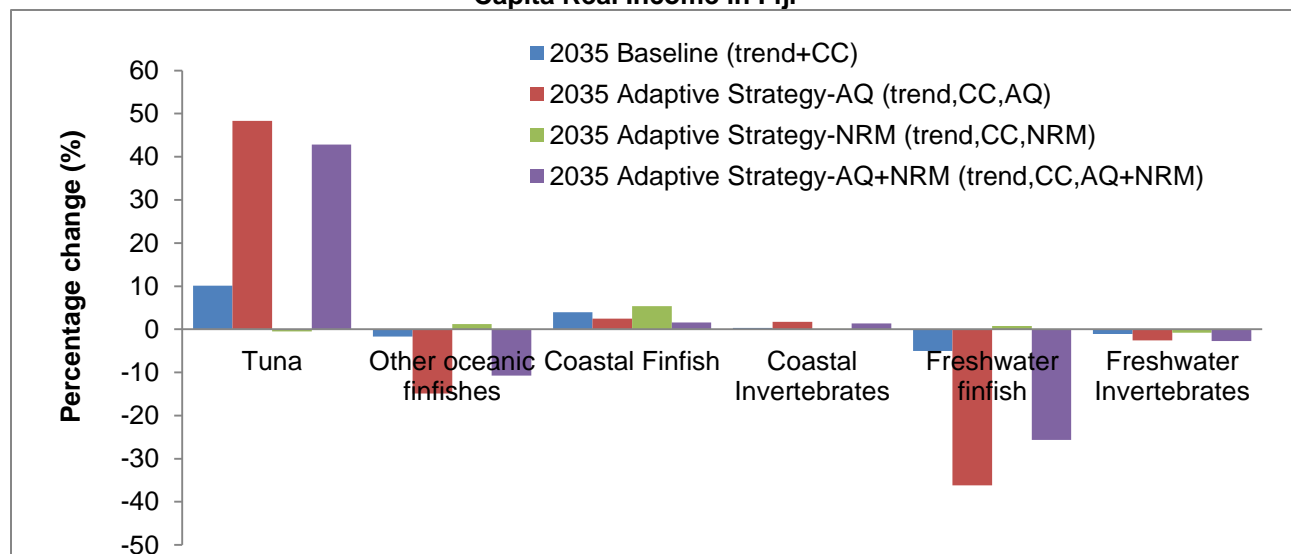 Capita Real Income in Fiji
2035 Baseline (trend+CC)
2035 Adaptive Strategy-AQ (trend,CC,AQ)
2035 Adaptive Strategy-NRM (trend,CC,NRM)
2035 Adaptive Strategy-AQ+NRM (trend,CC,AQ+NRM)
Percentage change (%)
60
50
40
30
20
10
0
-10
-20
-30
-40
-50
Tuna
Other oceanic
finfishes
Coastal Finfish
Coastal
Invertebrates
Freshwater
finfish
Freshwater
Invertebrates